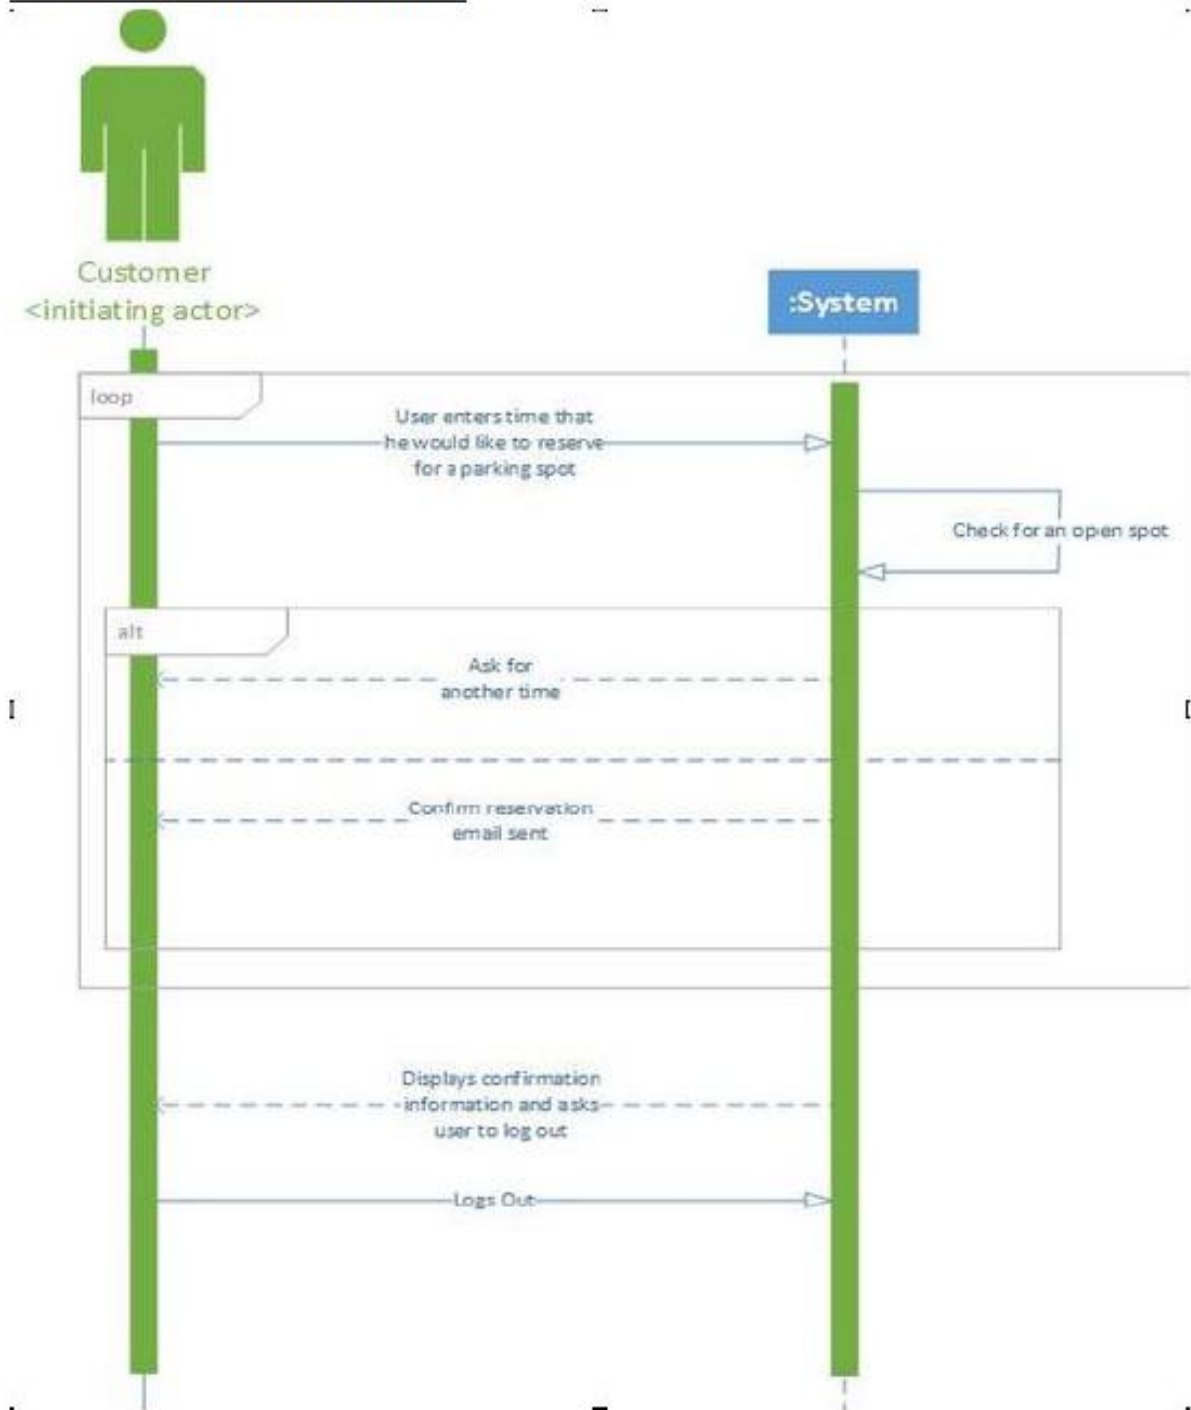 Customer
<initiating actor>
:System
loop
User enters time that
he would like to reserve
for a parking spot
Check for an open spot
alt
Ask for
another time
Confirm reservation
email sent
Displays confirmation
information and asks
user to log out
Logs Out